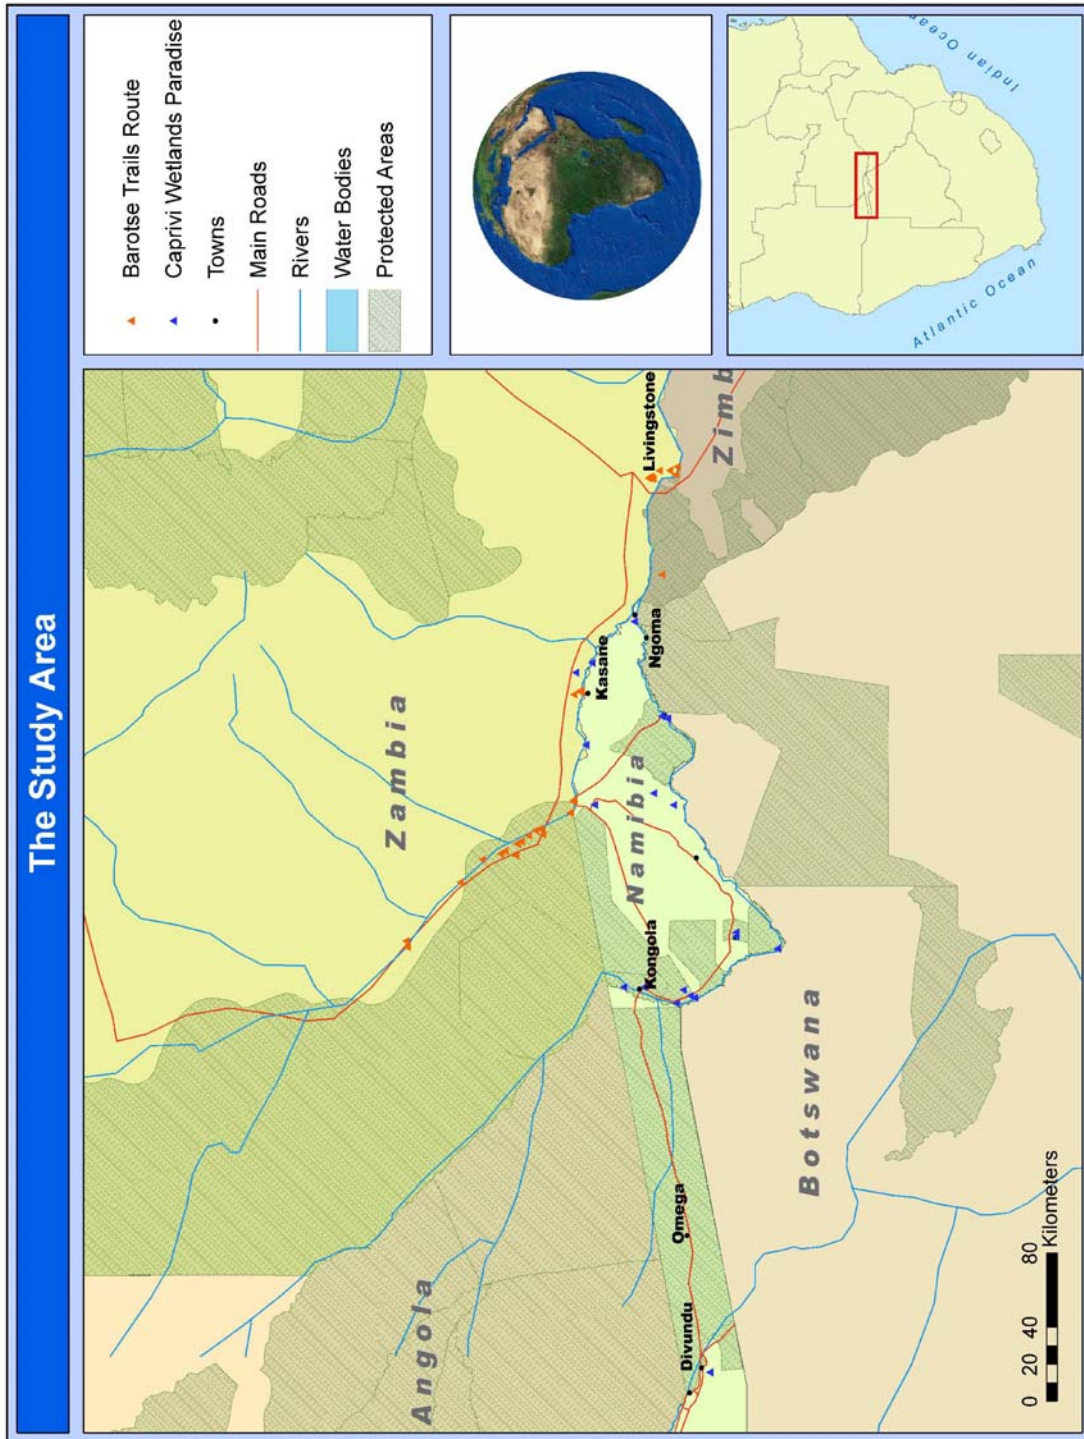 The Study Area
Barotse Trails Route
Caprivi Wetlands Paradise
Towns
Main Roads
Rivers
Water Bodies
Protected Areas
Zambia
Angola
Namibia
Botswana
Zimb
Livingstone
Kasane
Ngoma
Kongola
Omega
Divundu
0 20 40 80
Kilometers
Atlantic Ocean
Indian Ocean